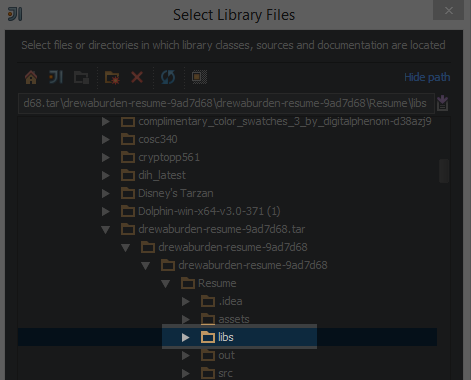 Select Library Files
Select files or directories in which library classes, sources and documentation are located
Hide path
d68.tar\drewaburden-resume-9ad7d68\drewaburden-resume-9ad7d68\Resume\libs
complimentary_color_swatches_3_by_digitalphenom-d38azj9
cosc340
cryptopp561
dih_latest
Disney's Tarzan
Dolphin-win-x64-v3.0-371 (1)
drewaburden-resume-9ad7d68.tar
drewaburden-resume-9ad7d68
drewaburden-resume-9ad7d68
Resume
.idea
assets
libs
out
src